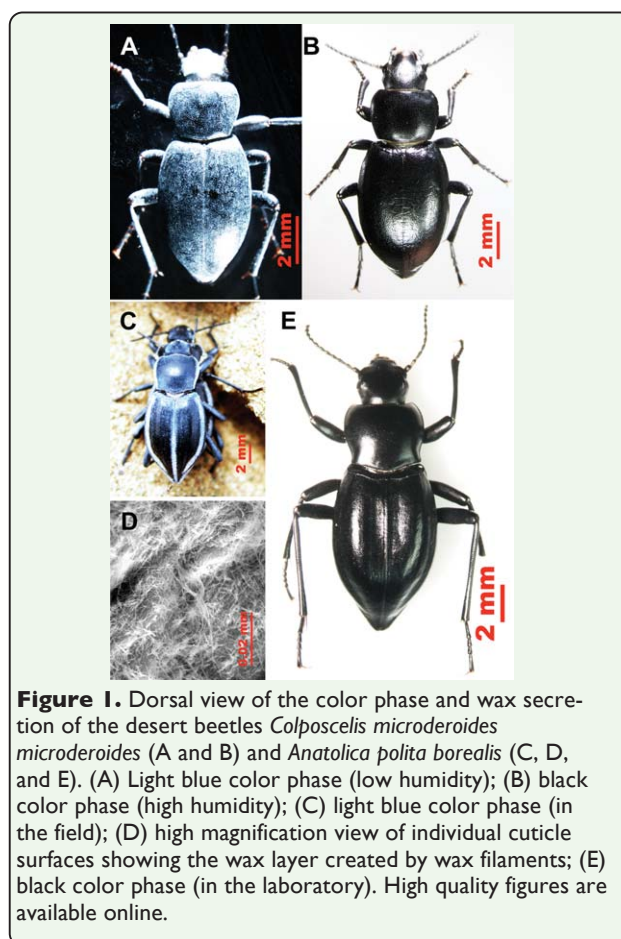 A
B
2 mm
2 mm
C
E
2 mm
D
0.02 mm
2 mm
Figure 1. Dorsal view of the color phase and wax secre-
tion of the desert beetles Colposcelis microderoides
microderoides (A and B) and Anatolica polita borealis (C, D,
and E). (A) Light blue color phase (low humidity); (B) black
color phase (high humidity); (C) light blue color phase (in
the field); (D) high magnification view of individual cuticle
surfaces showing the wax layer created by wax filaments; (E)
black color phase (in the laboratory). High quality figures are
available online.